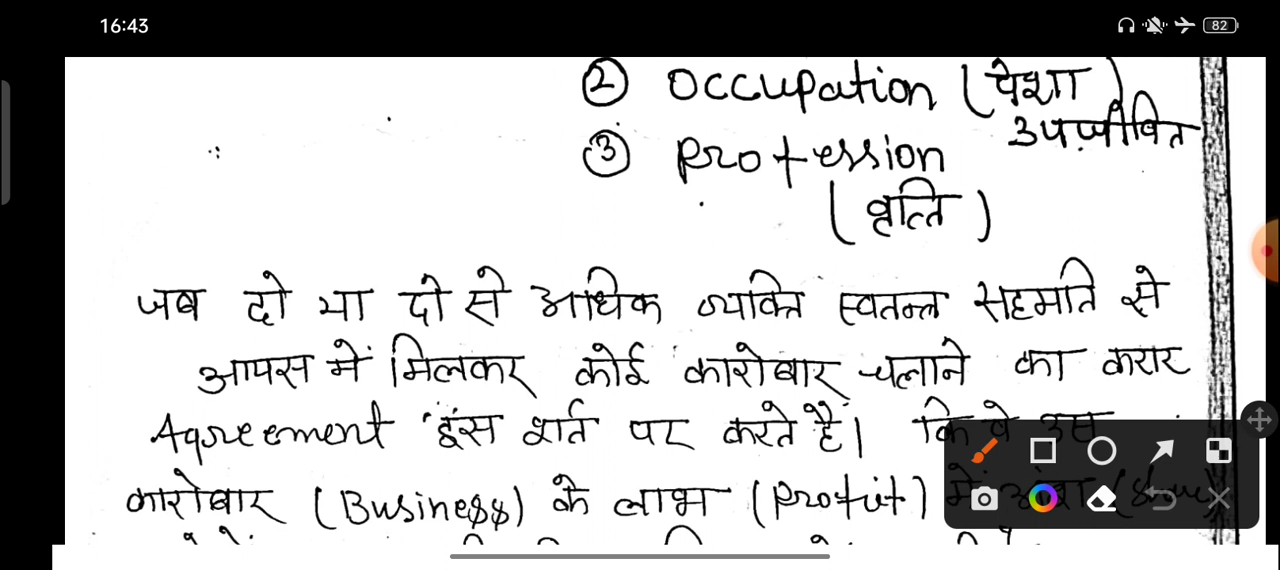 16:43
82
② Occupation (पेशा)
उपजीवित
③ Profession
(वृत्ति)
जब दो या दो से अधिक व्यक्ति स्वतन्त्र सहमति से
आपस में मिलकर कोई कारोबार चलाने का करार
Agreement इस शर्त पर करते है। कि वे उस
कारोबार (Business) के लाभ (Profit) में अंश